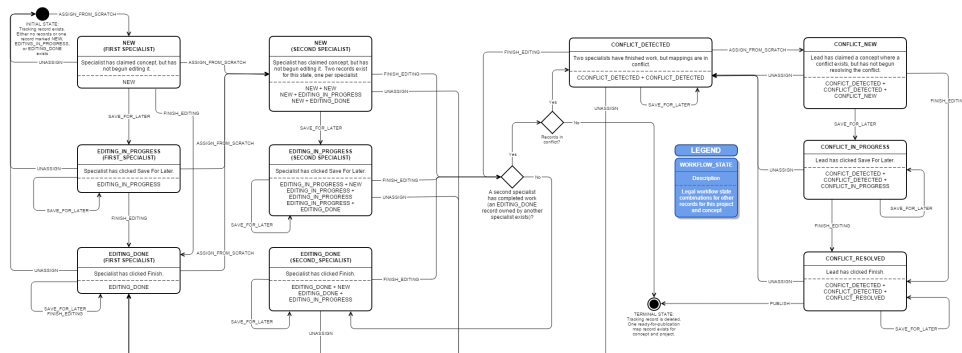 ASSIGN_FROM_SCRATCH
INITIAL STATE:
Tracking record exists.
Either no records or one
record marked NEW,
EDITING_IN_PROGRESS,
or EDITING_DONE
exists
UNASSIGN
NEW
(FIRST SPECIALIST)
Specialist has claimed concept, but has
not begun editing it.
NEW
ASSIGN_FROM_SCRATCH
SAVE_FOR_LATER
FINISH_EDITING
EDITING_IN_PROGRESS
(FIRST_SPECIALIST)
Specialist has clicked Save For Later.
EDITING_IN_PROGRESS
UNASSIGN
SAVE_FOR_LATER
ASSIGN_FROM_SCRATCH
FINISH_EDITING
EDITING_DONE
(FIRST SPECIALIST)
Specialist has clicked Finish.
EDITING_DONE
UNASSIGN
ASSIGN_FROM_SCRATCH
SAVE_FOR_LATER
FINISH_EDITING
NEW
(SECOND SPECIALIST)
Specialist has claimed concept, but has
not begun editing it. Two records exist
for this state, one per specialist.
NEW + NEW
NEW + EDITING_IN_PROGRESS
NEW + EDITING_DONE
FINISH_EDITING
UNASSIGN
SAVE_FOR_LATER
EDITING_IN_PROGRESS
(SECOND SPECIALIST)
Specialist has clicked Save For Later.
EDITING_IN_PROGRESS + NEW
EDITING_IN_PROGRESS +
EDITING_IN_PROGRESS
EDITING_IN_PROGRESS +
EDITING_DONE
FINISH_EDITING
UNASSIGN
SAVE_FOR_LATER
EDITING_DONE
(SECOND_SPECIALIST)
Specialist has clicked Finish.
EDITING_DONE + NEW
EDITING_DONE +
EDITING_IN_PROGRESS
FINISH_EDITING
SAVE_FOR_LATER
UNASSIGN
A second specialist
has completed work
(an EDITING_DONE
record owned by another
specialist exists)?
Yes
No
Records in
conflict?
Yes
No
FINISH_EDITING
CONFLICT_DETECTED
Two specialists have finished work, but mappings are in
conflict.
CCONFLICT_DETECTED + CONFLICT_DETECTED
UNASSIGN
SAVE_FOR_LATER
ASSIGN_FROM_SCRATCH
UNASSIGN
LEGEND
WORKFLOW_STATE
Description
Legal workflow state
combinations for other
records for this project
and concept
CONFLICT_NEW
Lead has claimed a concept where a
conflict exists, but has not begun
resolving the conflict.
CONFLICT_DETECTED +
CONFLICT_DETECTED +
CONFLICT_NEW
FINISH_EDITING
SAVE_FOR_LATER
CONFLICT_IN_PROGRESS
Lead has clicked Save For Later.
CONFLICT_DETECTED +
CONFLICT_DETECTED +
CONFLICT_IN_PROGRESS
UNASSIGN
SAVE_FOR_LATER
FINISH_EDITING
CONFLICT_RESOLVED
Lead has clicked Finish.
CONFLICT_DETECTED +
CONFLICT_DETECTED +
CONFLICT_RESOLVED
UNASSIGN
PUBLISH
SAVE_FOR_LATER
TERMINAL STATE:
Tracking record is deleted.
One ready-for-publication
map record exists for
concept and project.